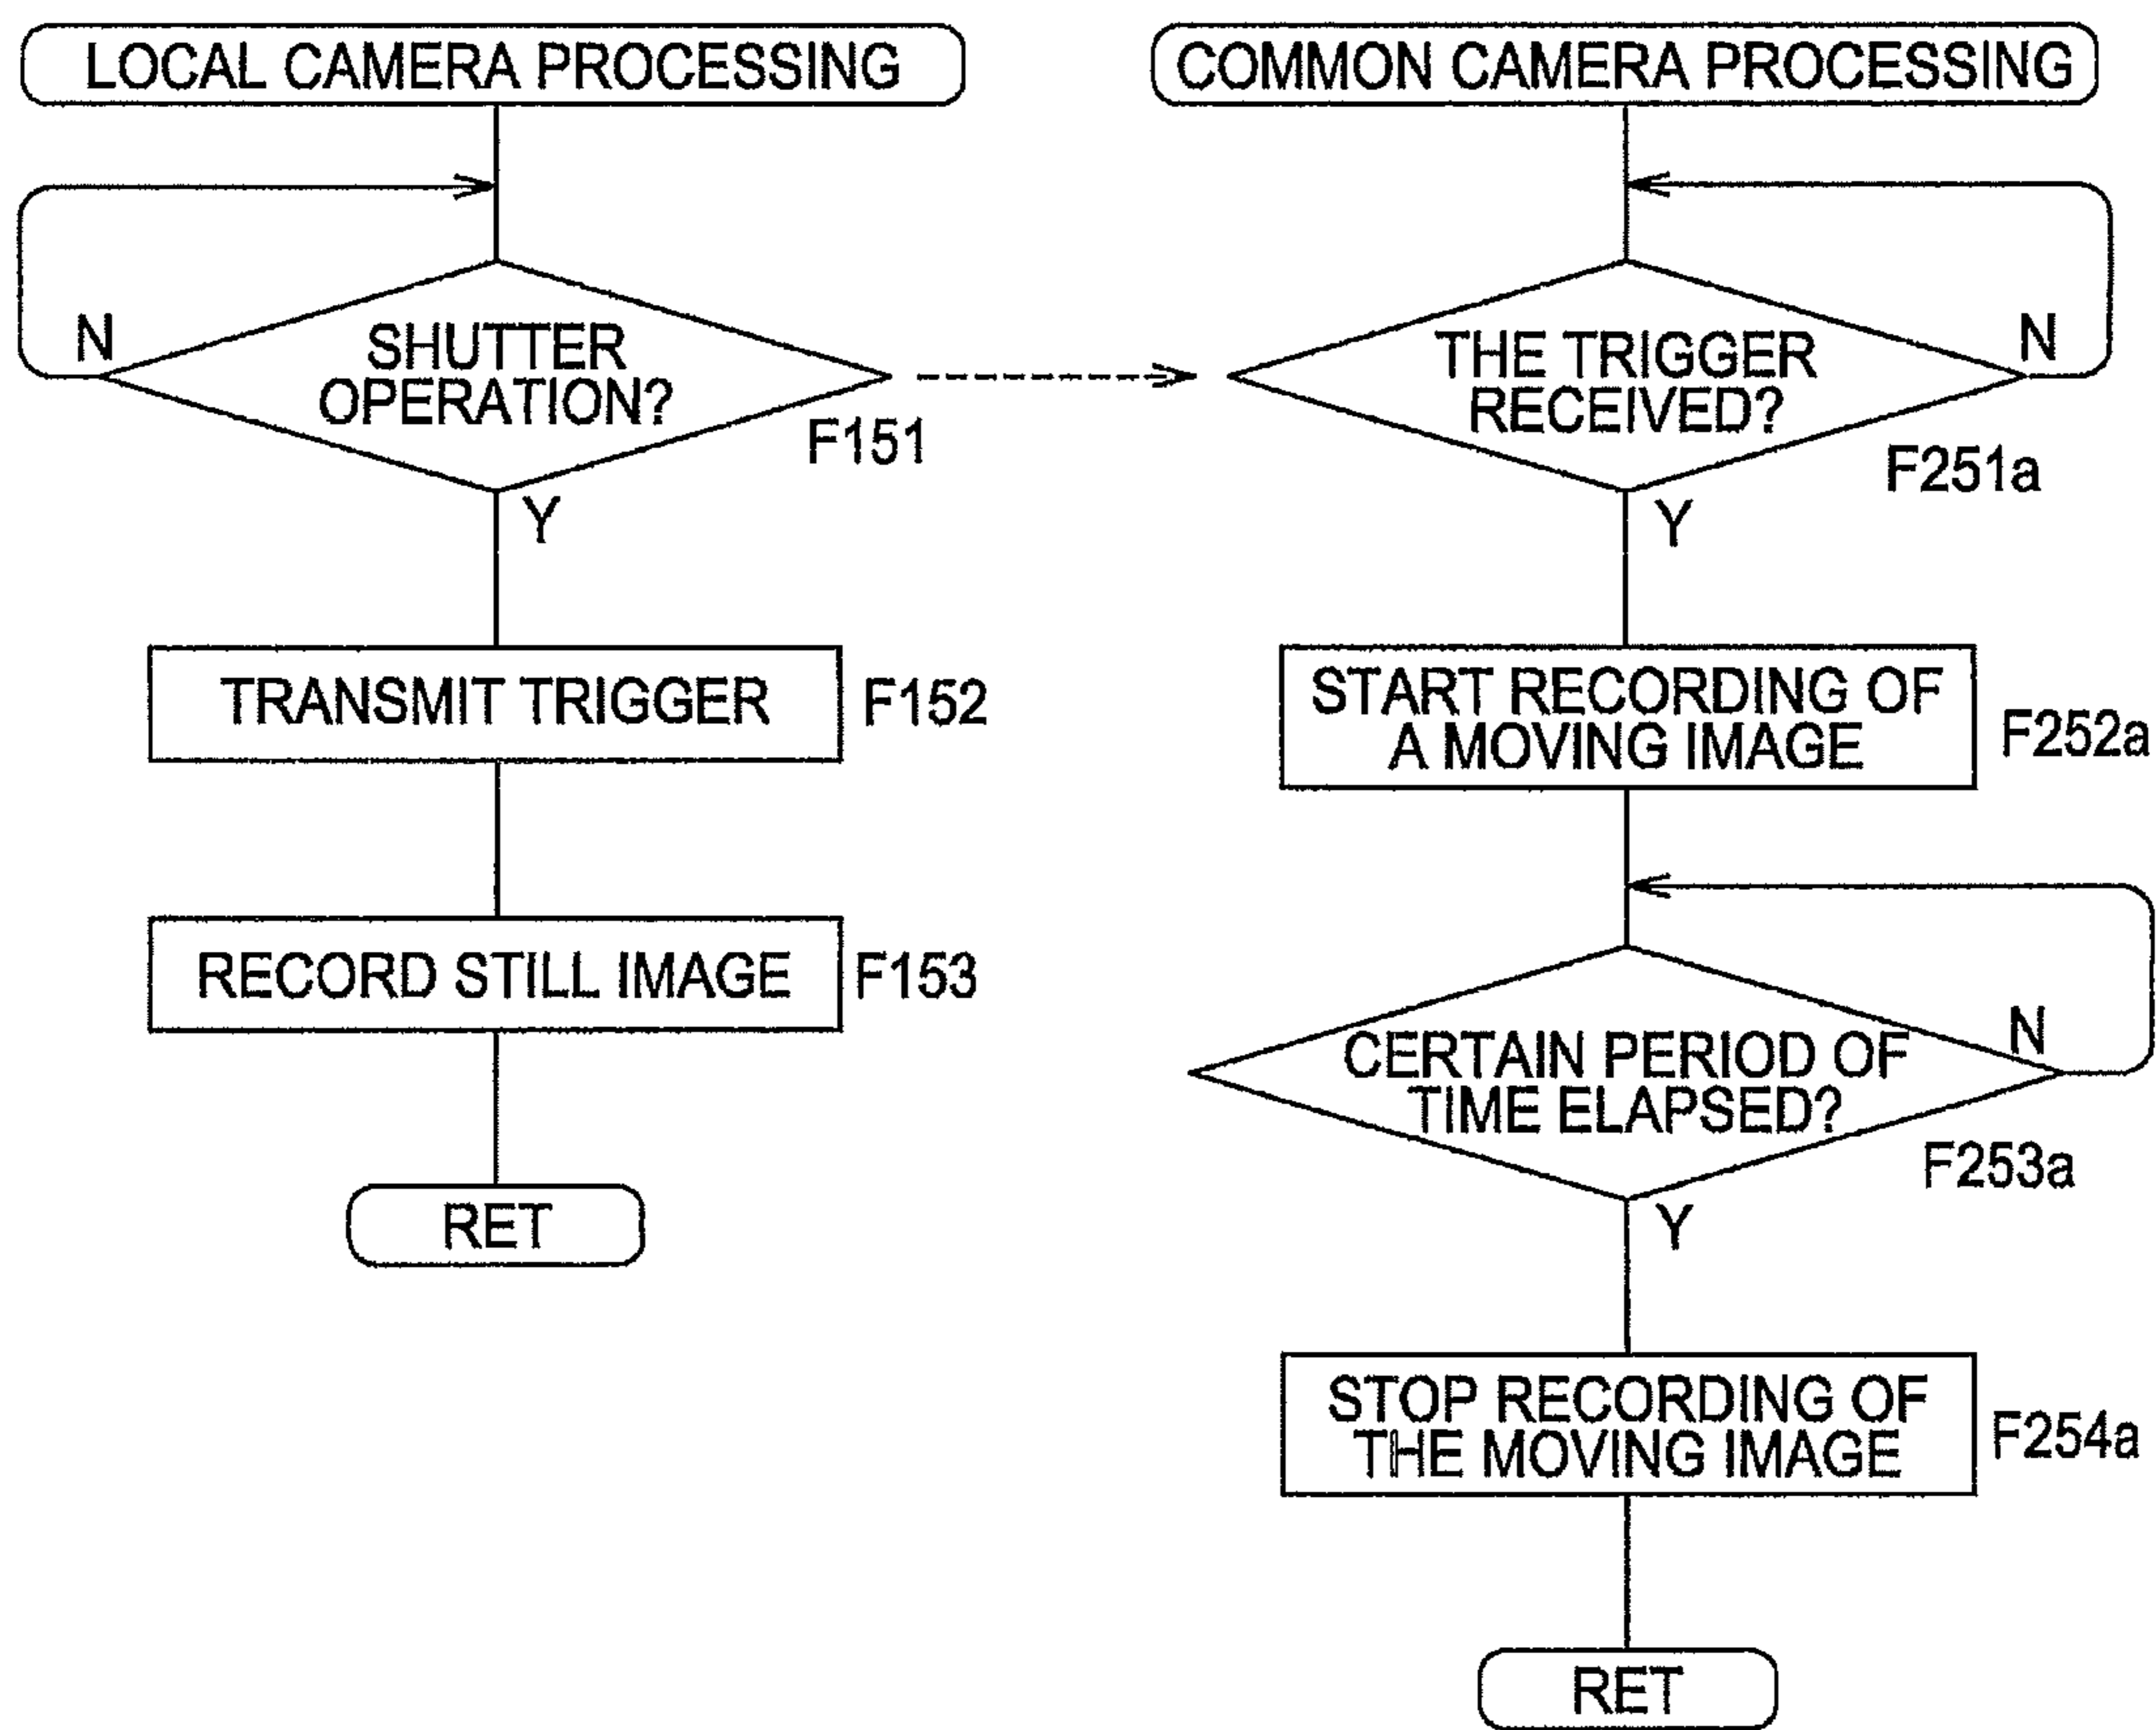 LOCAL CAMERA PROCESSING
N
SHUTTER
OPERATION?
F151
Y
TRANSMIT TRIGGER
F152
RECORD STILL IMAGE
F153
RET
COMMON CAMERA PROCESSING
THE TRIGGER
RECEIVED?
N
F251a
Y
START RECORDING OF
A MOVING IMAGE
F252a
CERTAIN PERIOD OF
TIME ELAPSED?
N
F253a
Y
STOP RECORDING OF
THE MOVING IMAGE
F254a
RET